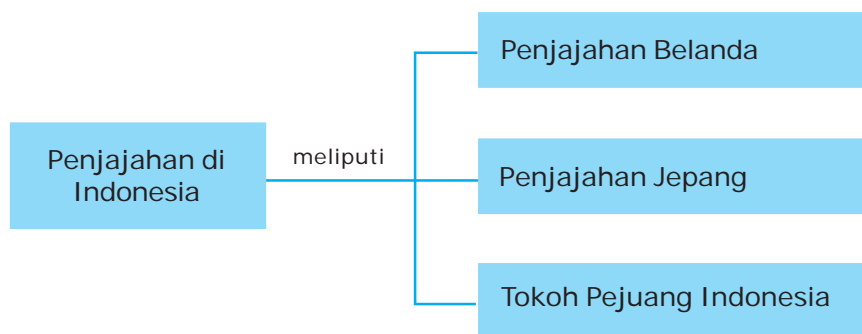 Penjajahan di
Indonesia
meliputi
Penjajahan Belanda
Penjajahan Jepang
Tokoh Pejuang Indonesia